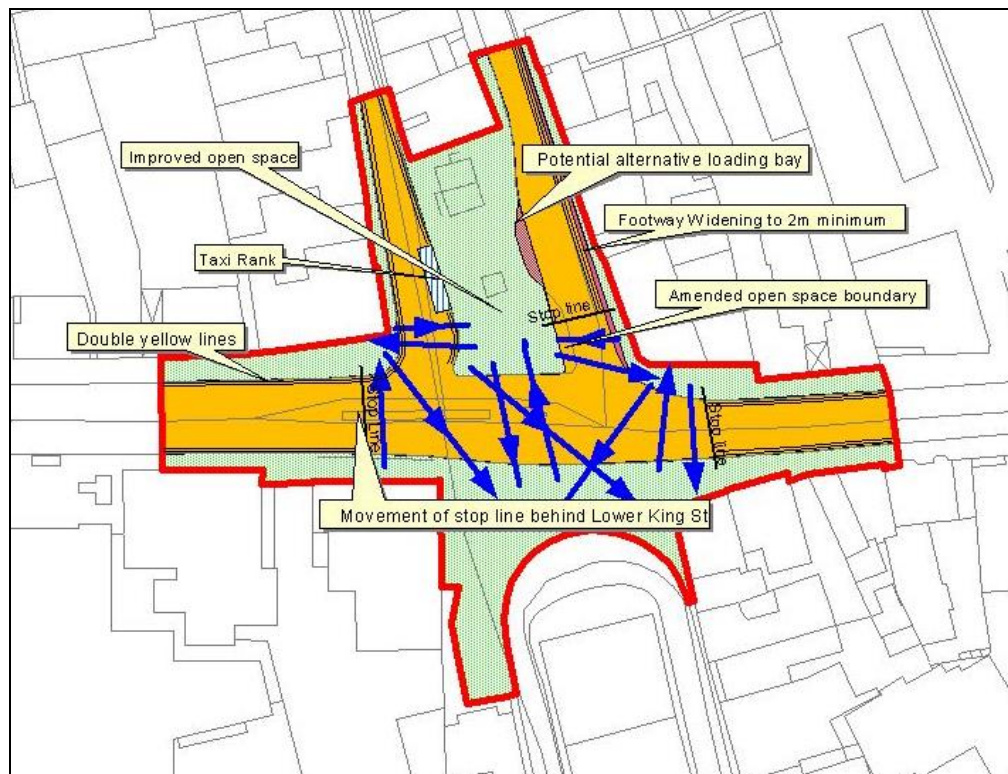 Improved open space
Potential alternative loading bay
Footway Widening to 2m minimum
Taxi Rank
Amended open space boundary
Stop line
Double yellow lines
Stop Line
Stop line
Movement of stop line behind Lower King St